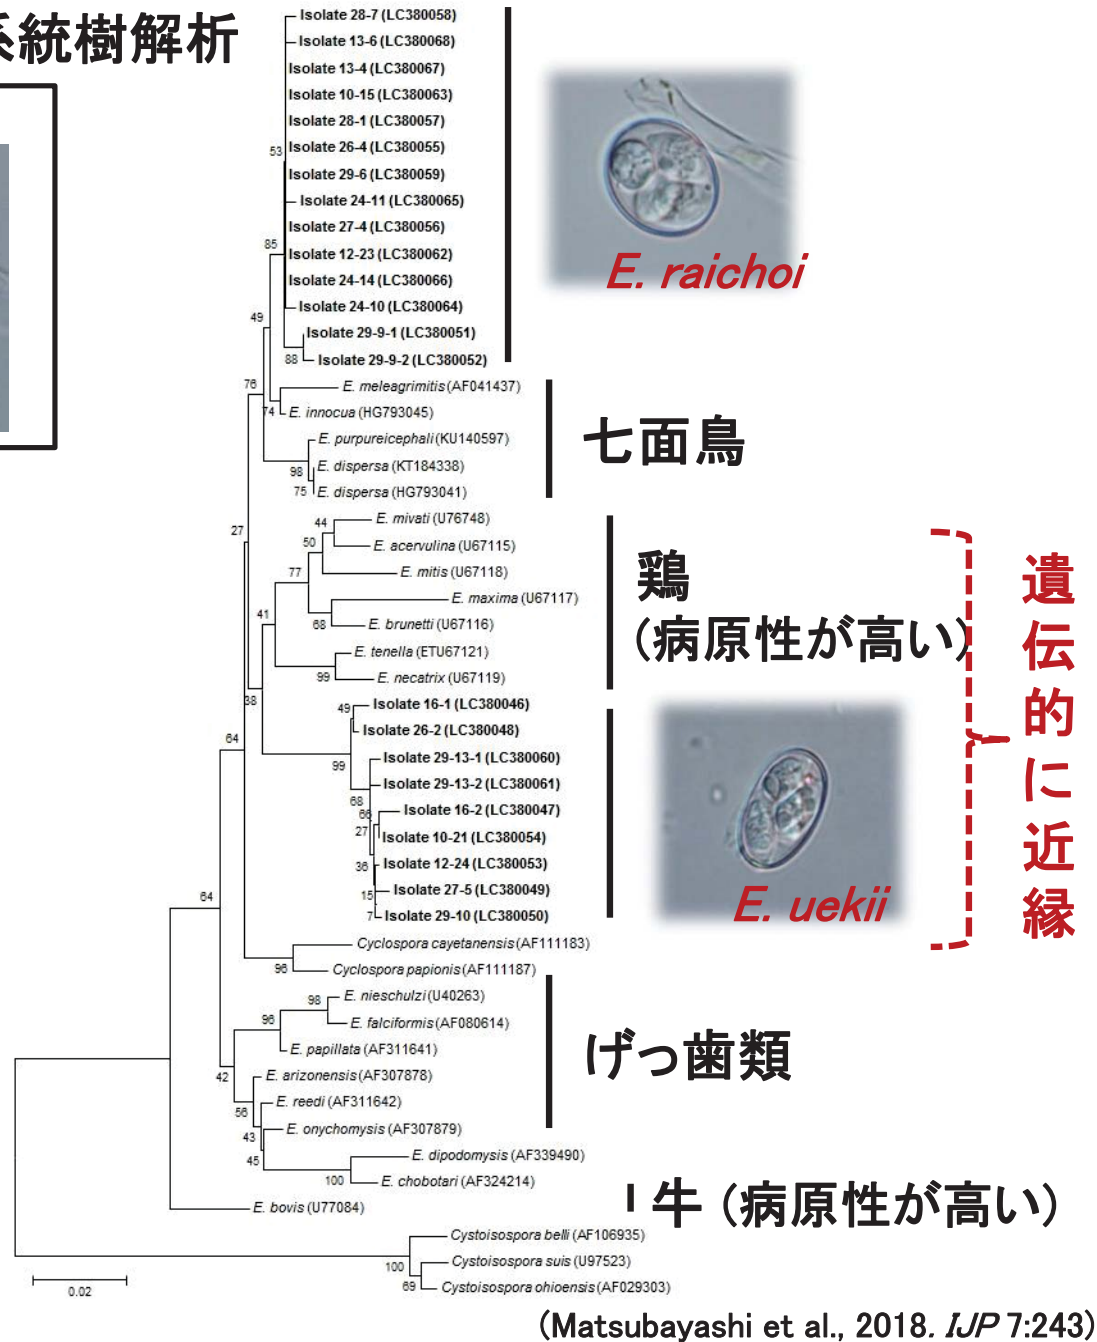 系統樹解析
Isolate 28-7 (LC380058)
Isolate 13-6 (LC380068)
Isolate 13-4 (LC380067)
Isolate 10-15 (LC380063)
Isolate 28-1 (LC380057)
Isolate 26-4 (LC380055)
53
Isolate 29-6 (LC380059)
Isolate 24-11 (LC380065)
Isolate 27-4 (LC380056)
85
Isolate 12-23 (LC380062)
Isolate 24-14 (LC380066)
Isolate 24-10 (LC380064)
49
Isolate 29-9-1 (LC380051)
88
Isolate 29-9-2 (LC380052)
E. raichoi
76
E. meleagrimitis (AF041437)
74
E. innocua (HG793045)
E. purpureicephali (KU140597)
98
E. dispersa (KT184338)
75
E. dispersa (HG793041)
七面鳥
27
44
E. mivati (U76748)
50
E. acervulina (U67115)
77
E. mitis (U67118)
E. maxima (U67117)
41
68
E. brunetti (U67116)
E. tenella (ETU67121)
99
E. necatrix (U67119)
鶏
(病原性が高い)
38
49
Isolate 16-1 (LC380046)
Isolate 26-2 (LC380048)
64
99
Isolate 29-13-1 (LC380060)
Isolate 29-13-2 (LC380061)
68
66
Isolate 16-2 (LC380047)
27
Isolate 10-21 (LC380054)
36
Isolate 12-24 (LC380053)
15
Isolate 27-5 (LC380049)
7
Isolate 29-10 (LC380050)
E. uekii
遺伝的に近縁
64
Cyclospora cayetanensis (AF111183)
96
Cyclospora papionis (AF111187)
98
E. nieschulzi (U40263)
96
E. falciformis (AF080614)
E. papillata (AF311641)
42
E. arizonensis (AF307878)
56
E. reedi (AF311642)
43
E. onychomysis (AF307879)
45
げっ歯類
E. dipodomysis (AF339490)
100
E. chobotari (AF324214)
E. bovis (U77084)
牛 (病原性が高い)
Cystoisospora belli (AF106935)
100
Cystoisospora suis (U97523)
69
Cystoisospora ohioensis (AF029303)
0.02
(Matsubayashi et al., 2018. IJP 7:243)